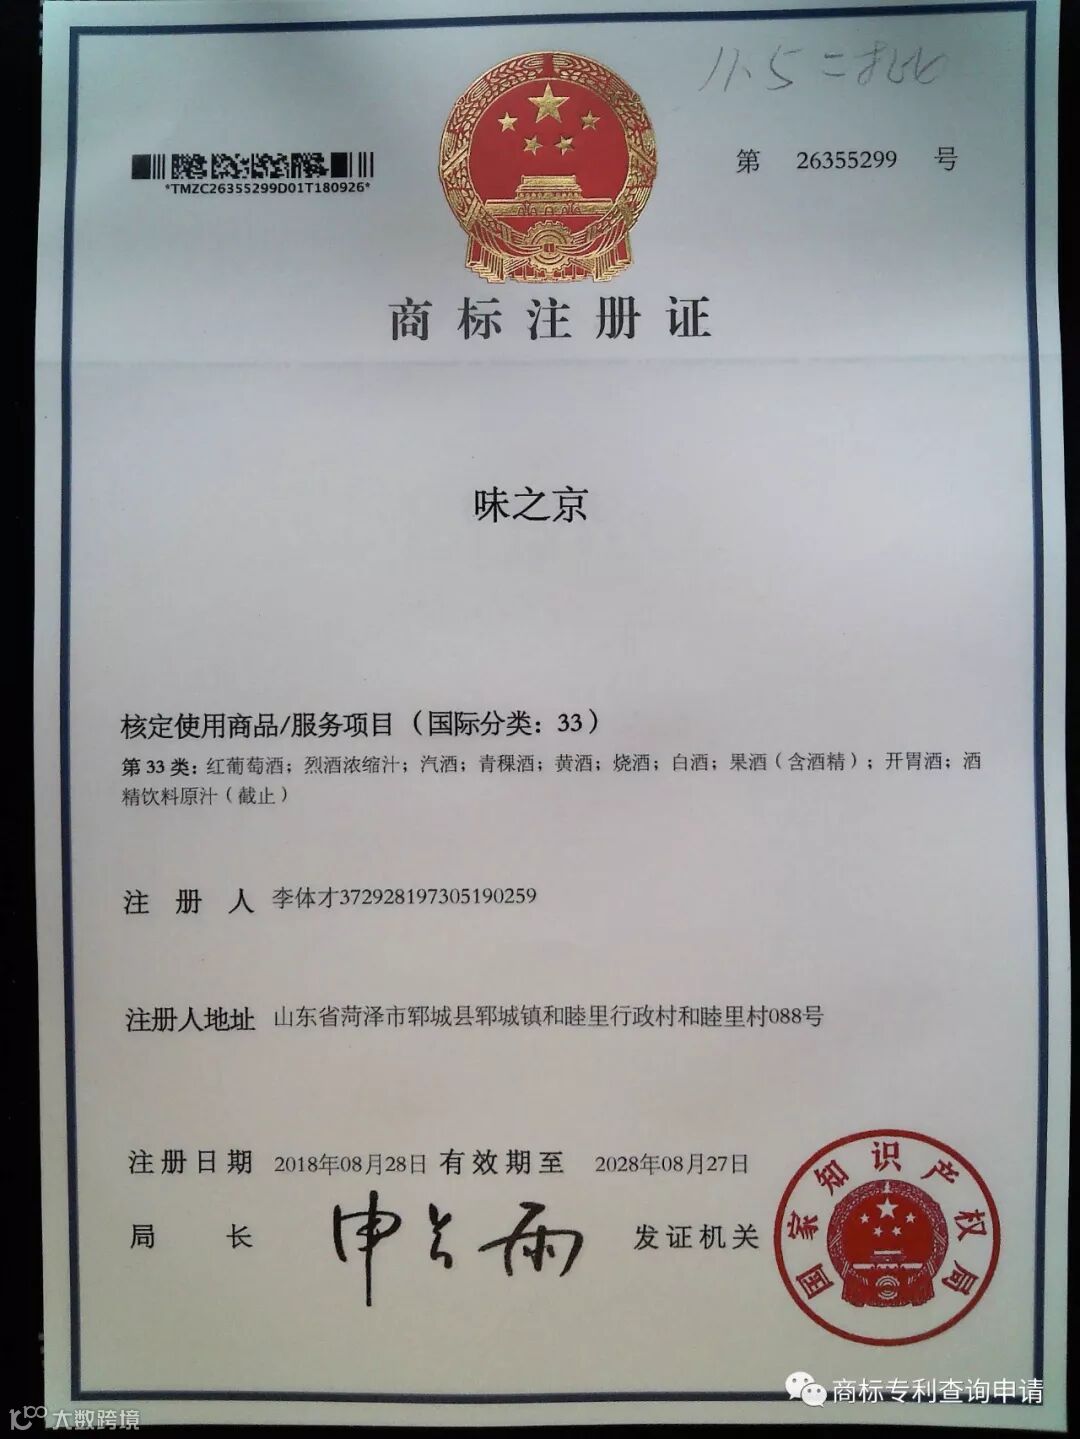 11.5二
*TMZC26355299D01T180926*
第 26355299 号
商标注册证
味之京
核定使用商品/服务项目（国际分类：33）
第 33 类：红葡萄酒；烈酒浓缩汁；汽酒；青稞酒；黄酒；烧酒；白酒；果酒（含酒精）；开胃酒；酒
精饮料原汁（截止）
注册人 李体才372928197305190259
注册人地址 山东省菏泽市郓城县郓城镇和睦里行政村和睦里村088号
注册日期 2018年08月28日 有效期至 2028年08月27日
局长 申长雨 发证机关
国家知识产权局
商标专利查询申请
大数跨境